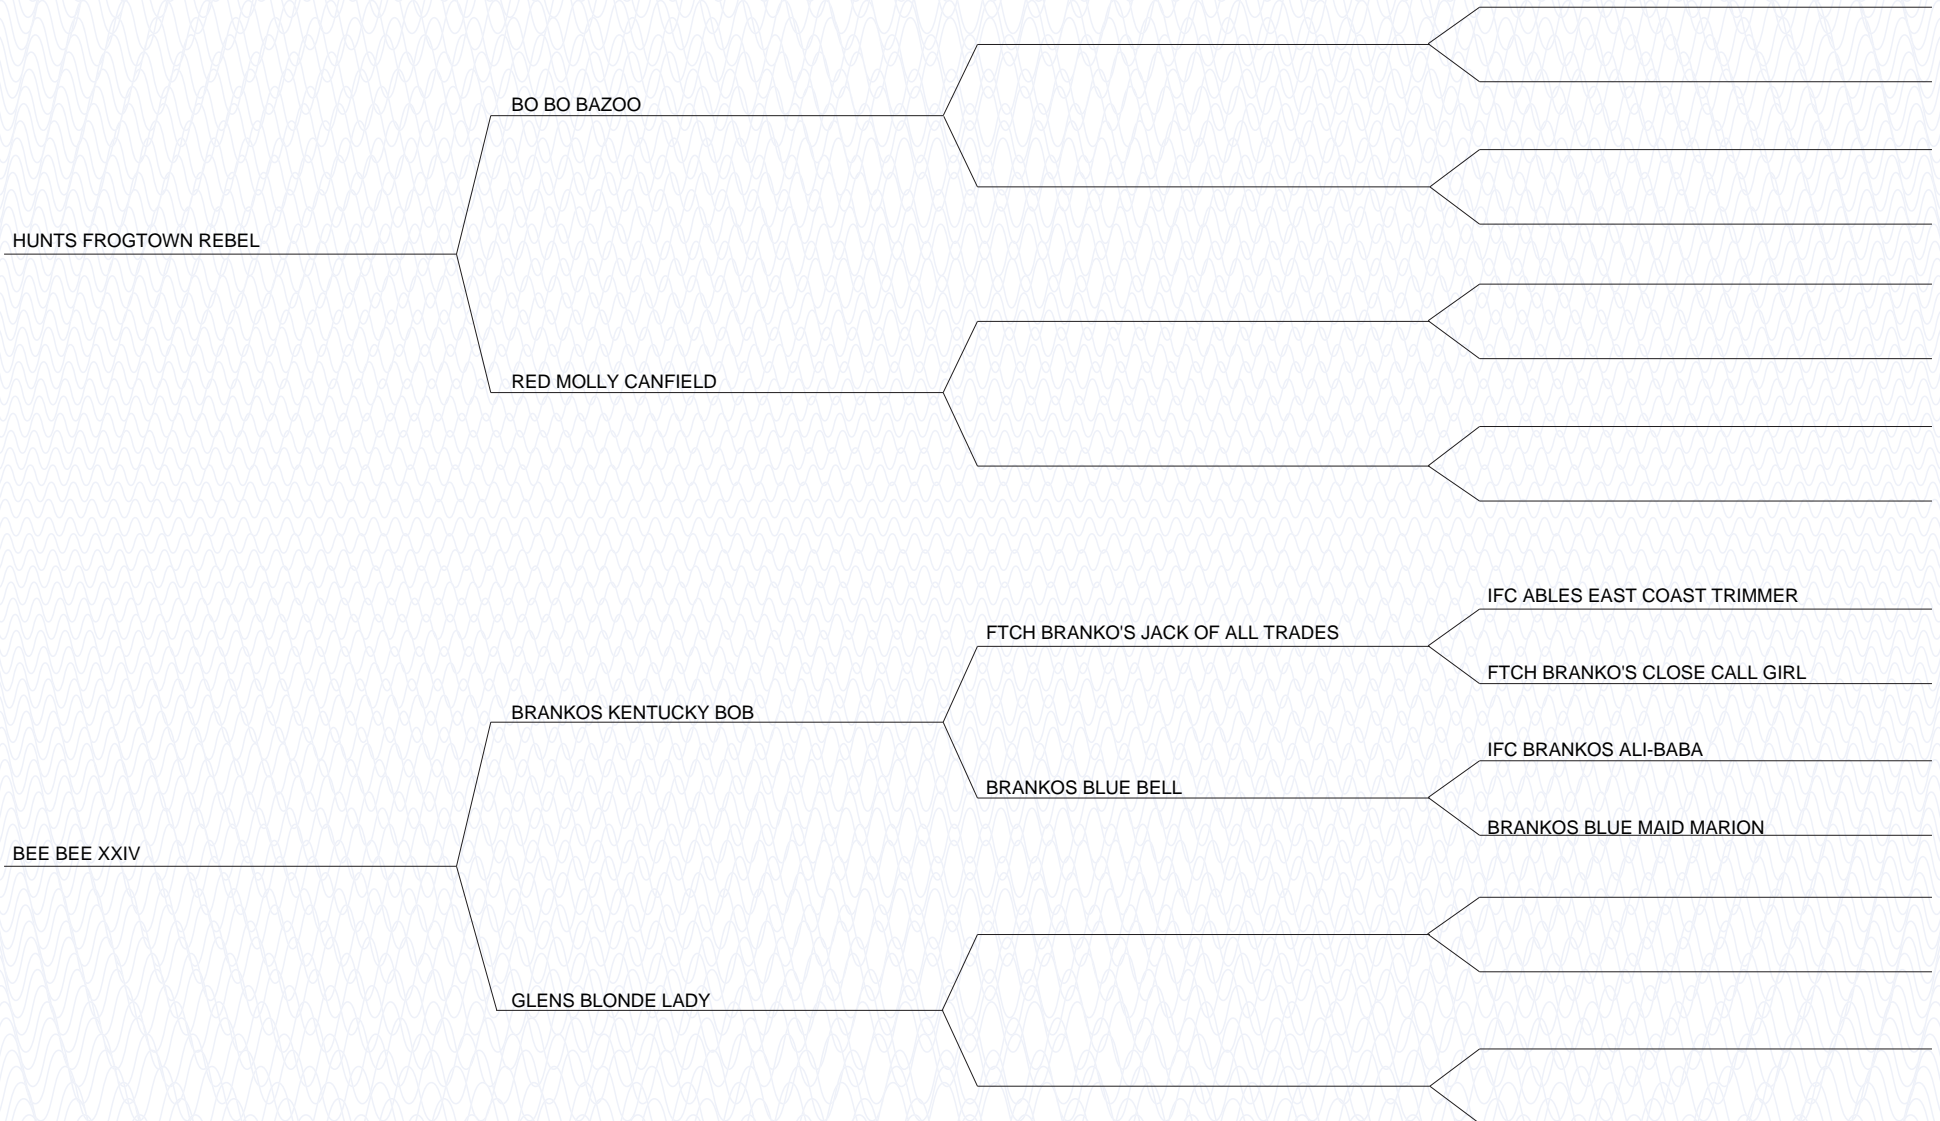 BO BO BAZOO
HUNTS FROGTOWN REBEL
RED MOLLY CANFIELD
IFC ABLES EAST COAST TRIMMER
FTCH BRANKO'S JACK OF ALL TRADES
FTCH BRANKO'S CLOSE CALL GIRL
BRANKOS KENTUCKY BOB
IFC BRANKOS ALI-BABA
BRANKOS BLUE BELL
BRANKOS BLUE MAID MARION
BEE BEE XXIV
GLENS BLONDE LADY